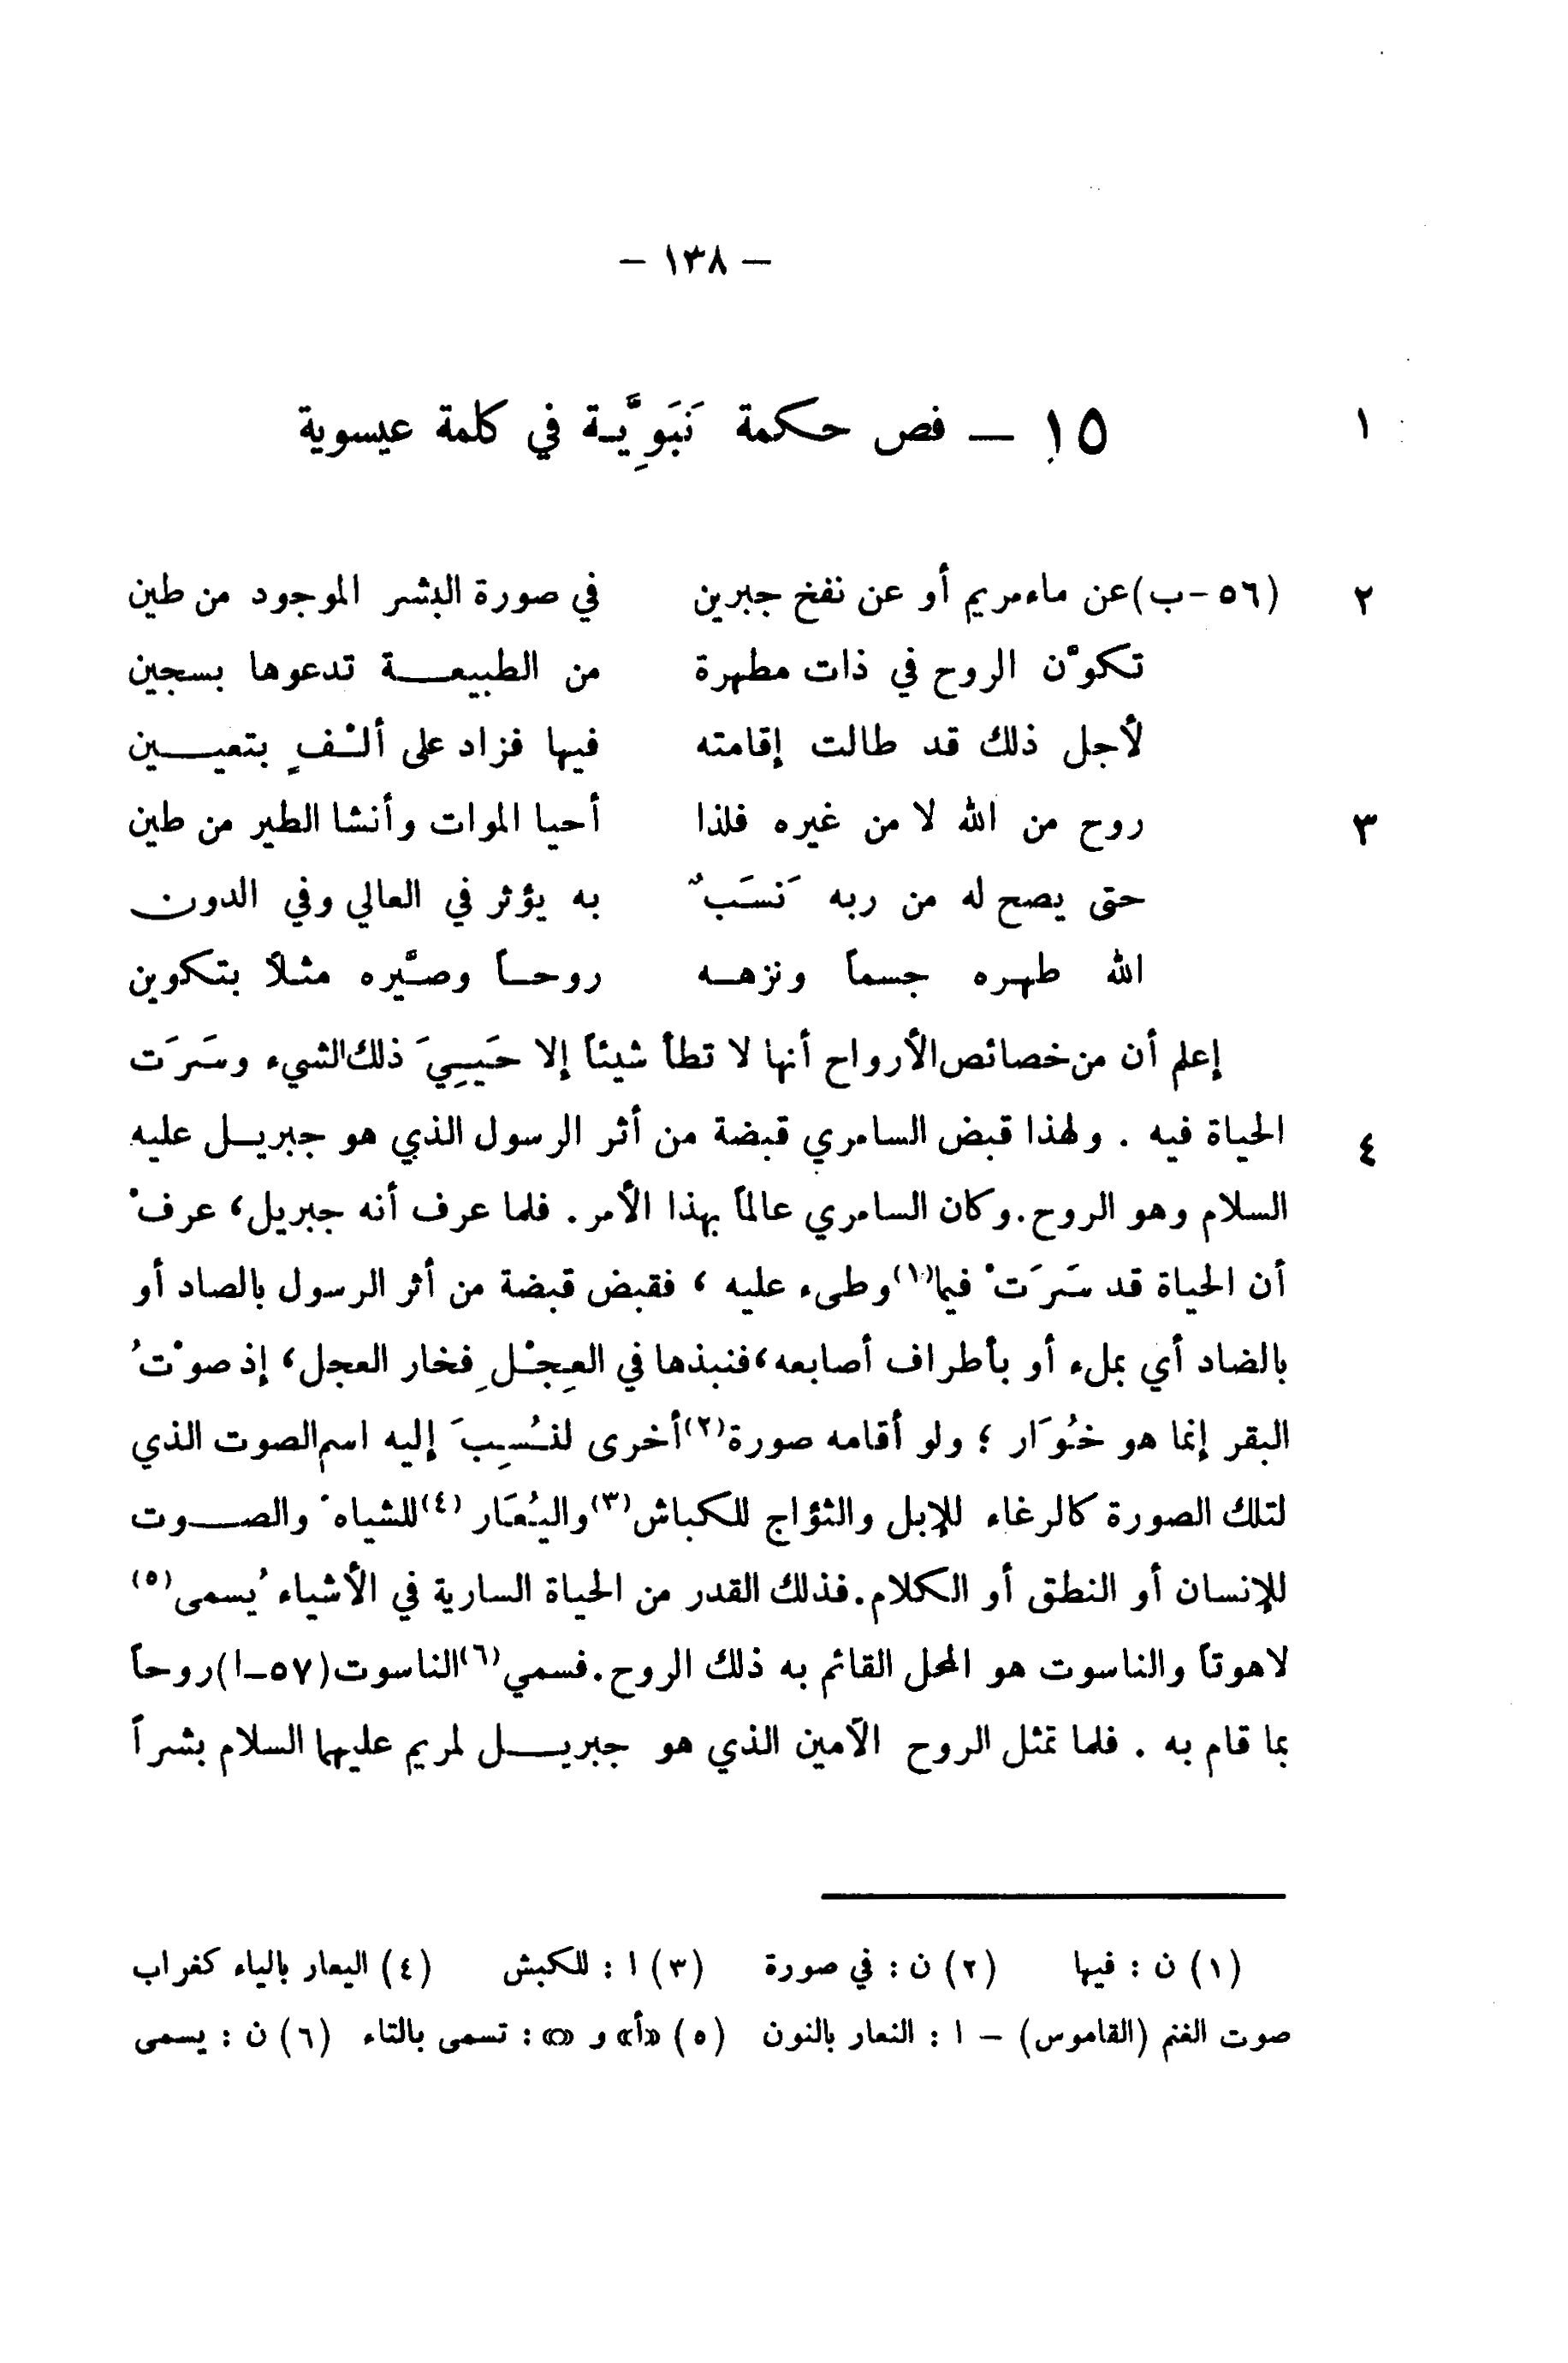 — ١٣٨ —
١ ١٥ — فص حكمة نَبَوِيَّة في كلمة عيسوية
٢ (٥٦-ب) عن ماء مريم أو عن نفخ جبرين في صورة البشر الموجود من طين
تكوّن الروح في ذات مطهرة من الطبيعة تدعوها بسجين
لأجل ذلك قد طالت إقامته فيها فزاد على ألْفٍ بتعيين
٣ روح من الله لا من غيره فلذا أحيا الموات وأنشا الطير من طين
حتى يصح له من ربه نَسَبٌ به يؤثر في العالي وفي الدون
الله طهره جسماً ونزهه روحاً وصيَّره مثلاً بتكوين
إعلم أن من خصائص الأرواح أنها لا تطأ شيئاً إلا حَيِيَ ذلك الشيء وسَرَت
٤ الحياة فيه . ولهذا قبض السامري قبضة من أثر الرسول الذي هو جبريل عليه
السلام وهو الروح. وكان السامري عالماً بهذا الأمر . فلما عرف أنه جبريل، عرفْ
أن الحياة قد سَرَتْ فيما(١) وطىء عليه ، فقبض قبضة من أثر الرسول بالصاد أو
بالضاد أي بملء أو بأطراف أصابعه، فنبذها في العِجْلِ فخار العجل، إذ صوْتُ
البقر إنما هو خُوَار ؛ ولو أقامه صورة(٢) أخرى لنُسِبَ إليه اسم الصوت الذي
لتلك الصورة كالرغاء للإبل والثؤاج للكباش(٣) واليُعَار (٤) للشياه والصوت
للإنسان أو النطق أو الكلام. فذلك القدر من الحياة السارية في الأشياء يُسمى(٥)
لاهوتاً والناسوت هو المحل القائم به ذلك الروح. فسمي(٦) الناسوت (٥٧-ا) روحاً
بما قام به . فلما تمثل الروح الأمين الذي هو جبريل لمريم عليهما السلام بشراً
(١) ن : فيها (٢) ن : في صورة (٣) ا : للكبش (٤) اليعار بالياء كغراب
صوت الغنم (القاموس) – ا : النعار بالنون (٥) «أ» و «ن» : تسمى بالتاء (٦) ن : يسمى